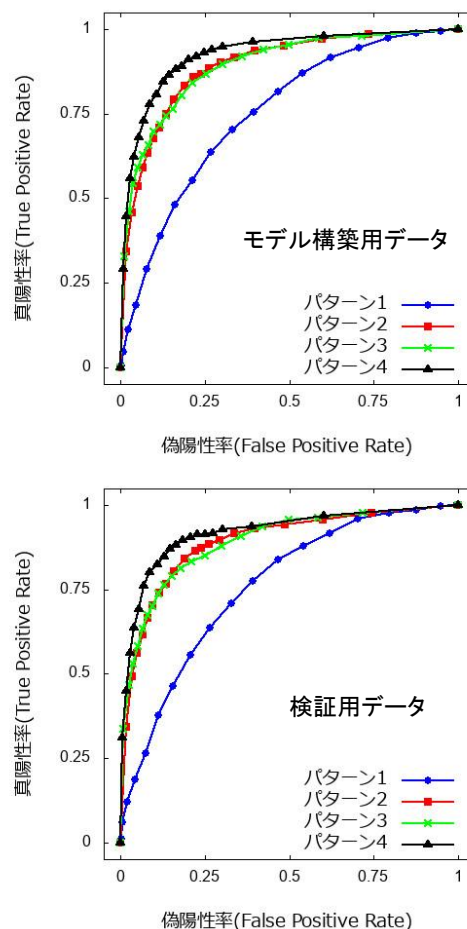 1
0.75
0.5
0.25
0
真陽性率(True Positive Rate)
モデル構築用データ
パターン1
パターン2
パターン3
パターン4
0 0.25 0.5 0.75 1
偽陽性率(False Positive Rate)
1
0.75
0.5
0.25
0
真陽性率(True Positive Rate)
検証用データ
パターン1
パターン2
パターン3
パターン4
0 0.25 0.5 0.75 1
偽陽性率(False Positive Rate)